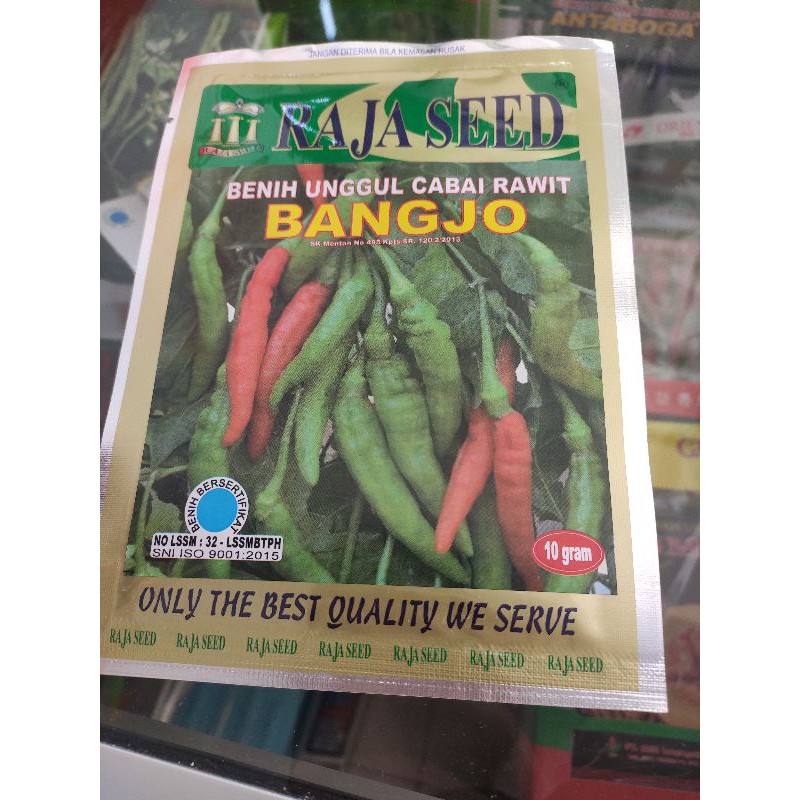 ANTABOGA
JANGAN DITERIMA BILA KEMASAN RUSAK
RAJA SEED
RAJA SEED
BENIH UNGGUL CABAI RAWIT
BANGJO
BENIH BERSERTIFIKAT
NO LSSM : 32 - LSSMBTPH
SNI ISO 9001:2015
10 gram
ONLY THE BEST QUALITY WE SERVE
RAJA SEED RAJA SEED RAJA SEED RAJA SEED RAJA SEED RAJA SEED RAJA SEED